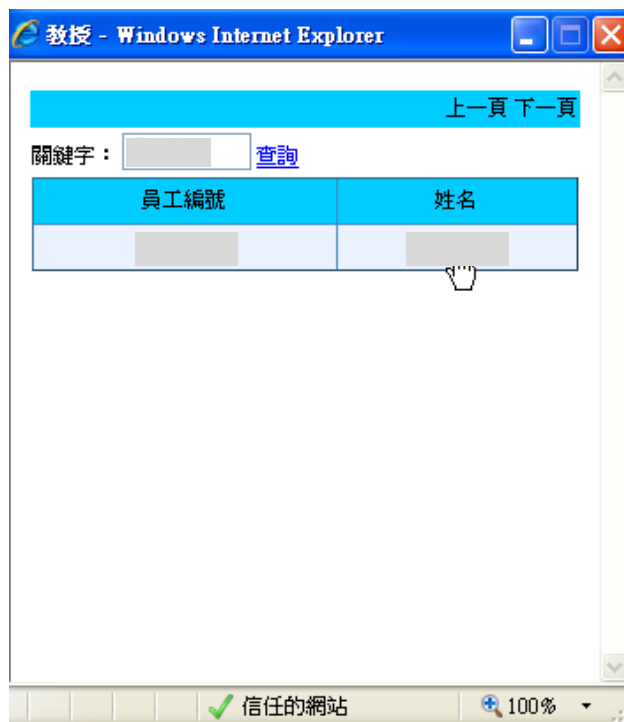 教授 - Windows Internet Explorer
上一頁 下一頁
關鍵字： 查詢
員工編號 姓名
信任的網站 100%